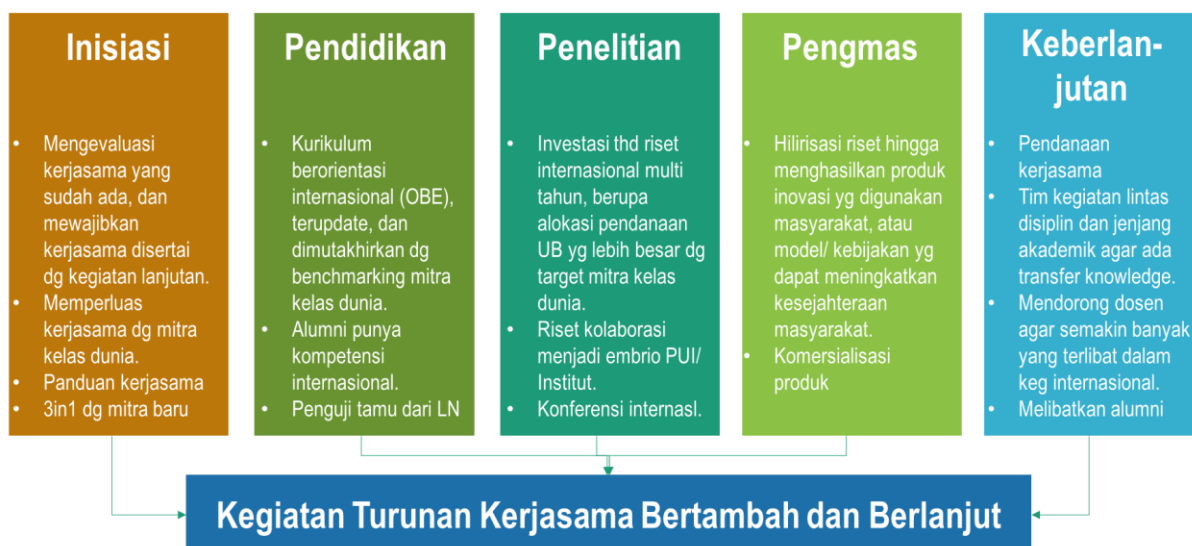 Inisiasi
• Mengevaluasi
kerjasama yang
sudah ada, dan
mewajibkan
kerjasama disertai
dg kegiatan lanjutan.
• Memperluas
kerjasama dg mitra
kelas dunia.
• Panduan kerjasama
• 3in1 dg mitra baru
Pendidikan
• Kurikulum
berorientasi
internasional (OBE),
terupdate, dan
dimutakhirkan dg
benchmarking mitra
kelas dunia.
• Alumni punya
kompetensi
internasional.
• Penguji tamu dari LN
Penelitian
• Investasi thd riset
internasional multi
tahun, berupa
alokasi pendanaan
UB yg lebih besar dg
target mitra kelas
dunia.
• Riset kolaborasi
menjadi embrio PUI/
Institut.
• Konferensi internasl.
Pengmas
• Hilirisasi riset hingga
menghasilkan produk
inovasi yg digunakan
masyarakat, atau
model/ kebijakan yg
dapat meningkatkan
kesejahteraan
masyarakat.
• Komersialisasi
produk
Keberlan-
jutan
• Pendanaan
kerjasama
• Tim kegiatan lintas
disiplin dan jenjang
akademik agar ada
transfer knowledge.
• Mendorong dosen
agar semakin banyak
yang terlibat dalam
keg internasional.
• Melibatkan alumni
Kegiatan Turunan Kerjasama Bertambah dan Berlanjut